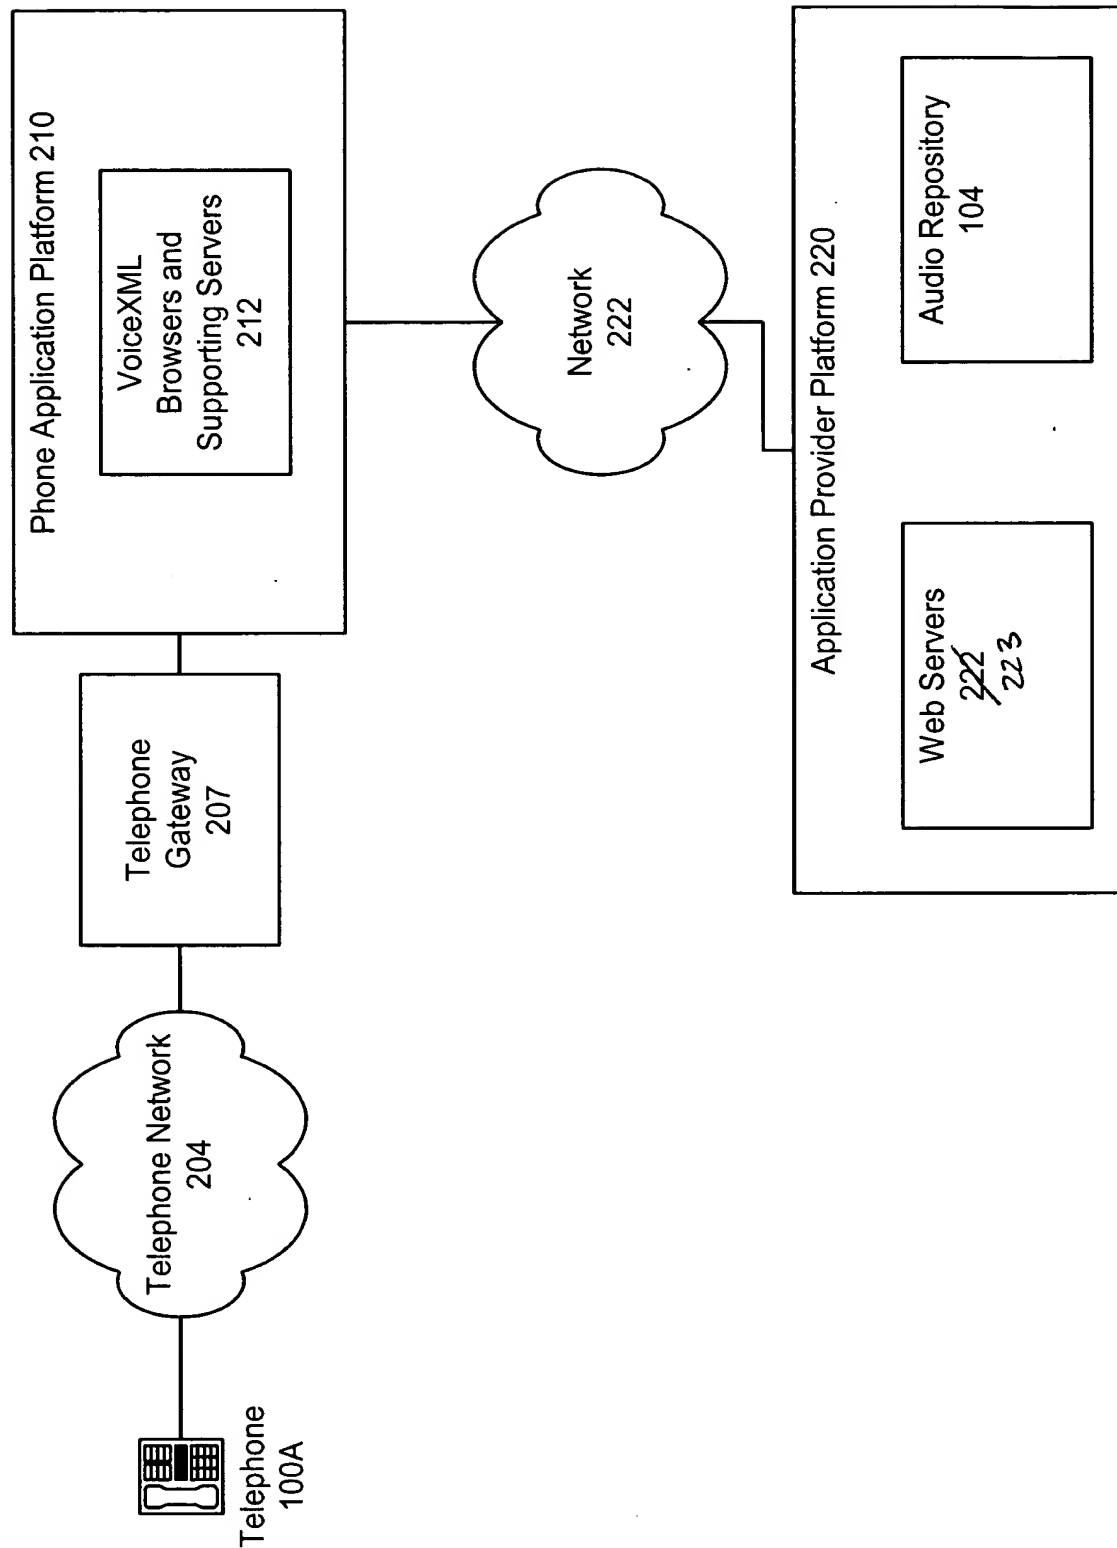 Phone Application Platform 210
VoiceXML
Browsers and
Supporting Servers
212
Telephone
Gateway
207
Telephone Network
204
Telephone
100A
Network
222
Application Provider Platform 220
Web Servers
222
223
Audio Repository
104